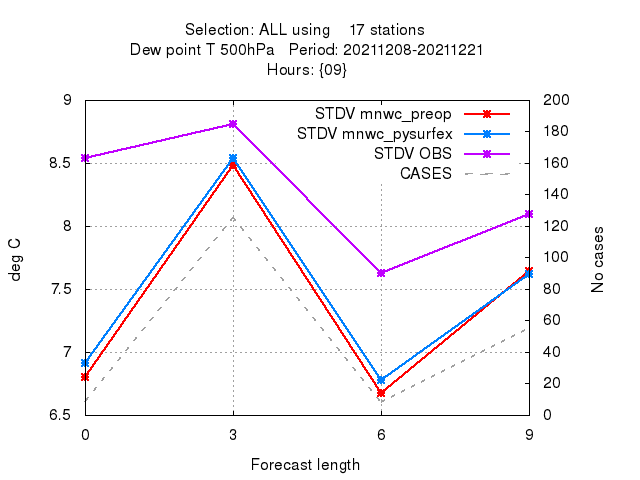 Selection: ALL using 17 stations
Dew point T 500hPa Period: 20211208-20211221
Hours: {09}
STDV mnwc_preop
STDV mnwc_pysurfex
STDV OBS
CASES
9
8.5
8
7.5
7
6.5
200
180
160
140
120
100
80
60
40
20
0
deg C
No cases
0 3 6 9
Forecast length